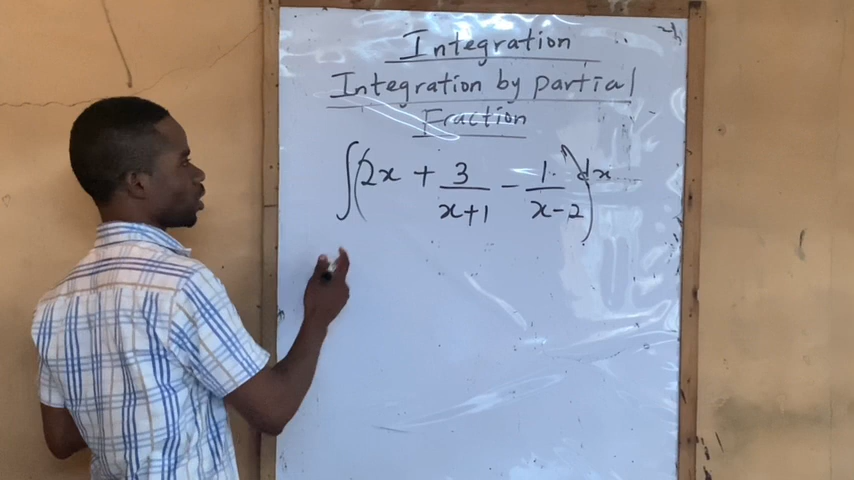 Integration
Integration by partial
Fraction
∫(2x + 3/(x+1) - 1/(x-2))dx